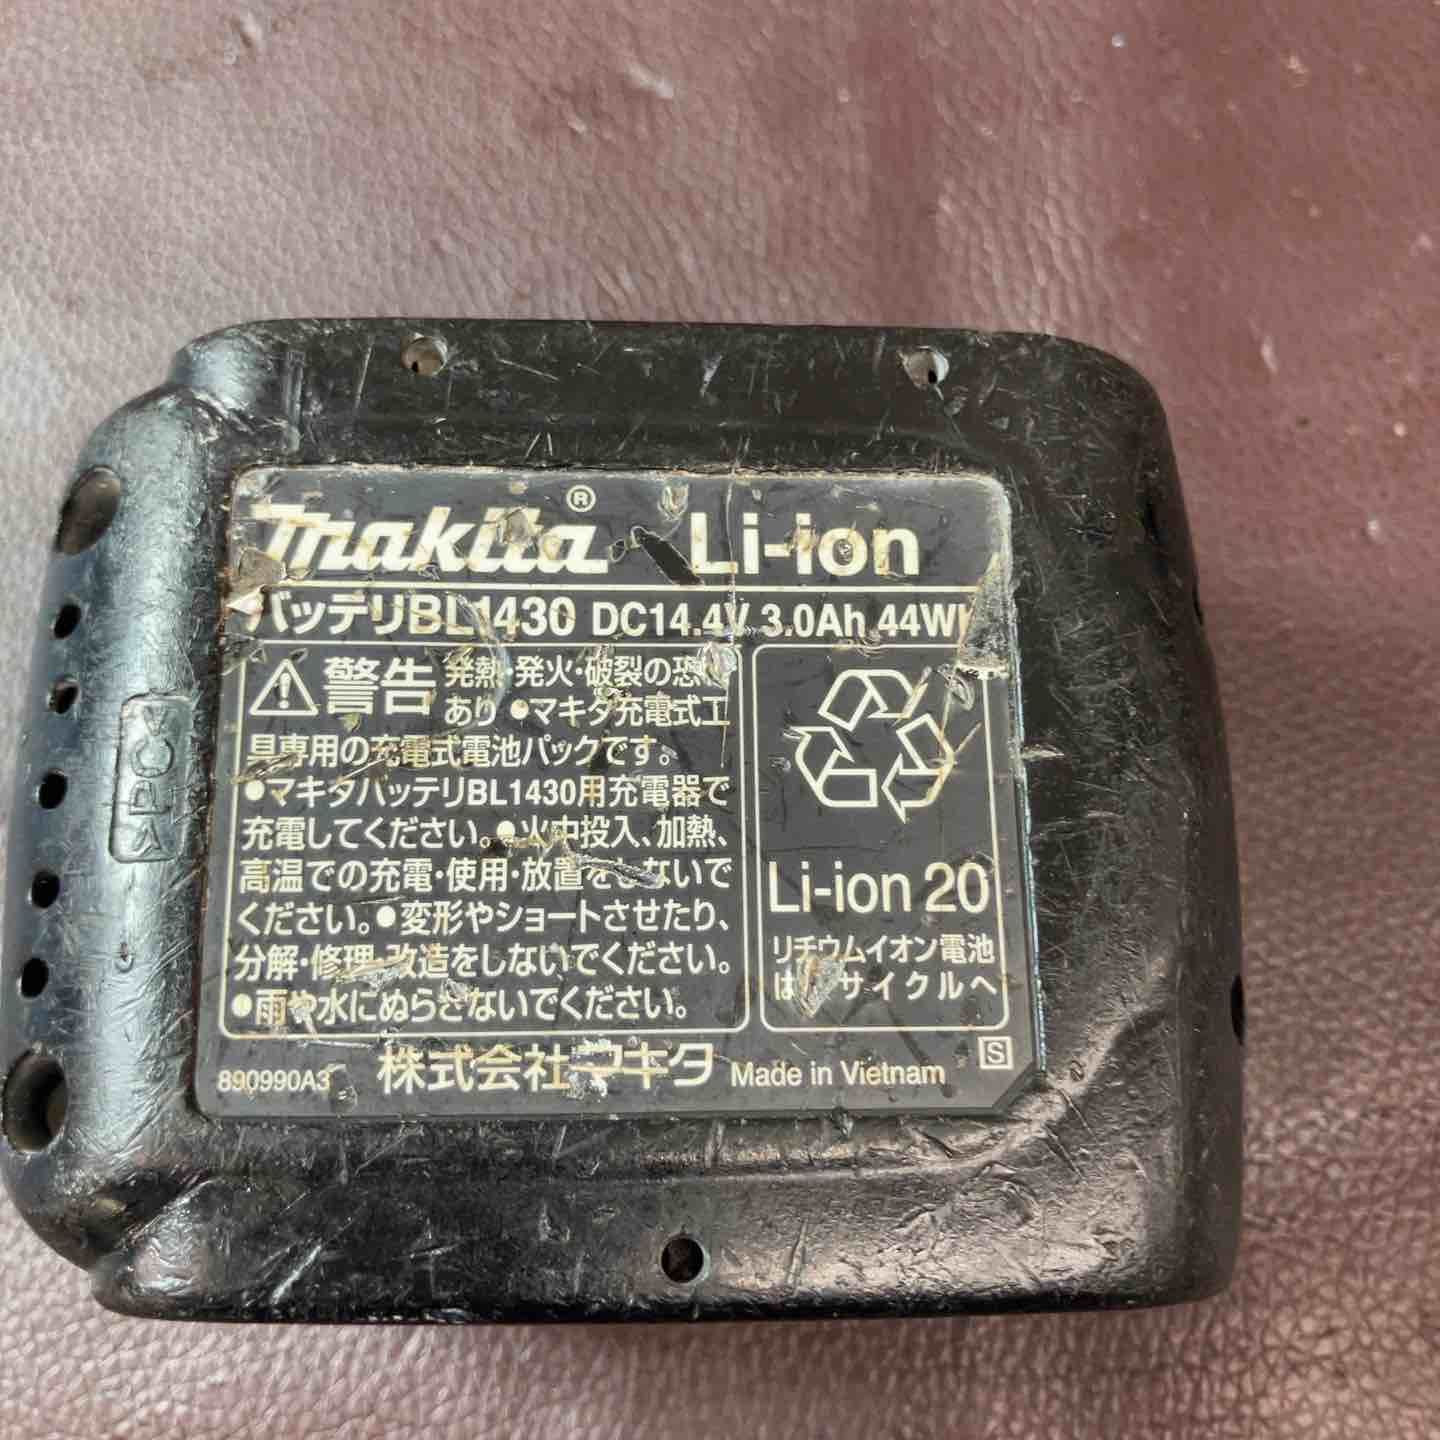 makita® Li-ion
バッテリBL1430 DC14.4V 3.0Ah 44Wh
警告 発熱・発火・破裂の恐れ
あり ●マキタ充電式工
具専用の充電式電池パックです。
●マキタバッテリBL1430用充電器で
充電してください。●火中投入、加熱、
高温での充電・使用・放置をしないで
ください。●変形やショートさせたり、
分解・修理・改造をしないでください。
●雨や水にぬらさないでください。
Li-ion 20
リチウムイオン電池
はリサイクルへ
890990A3 株式会社マキタ Made in Vietnam S
>PC<